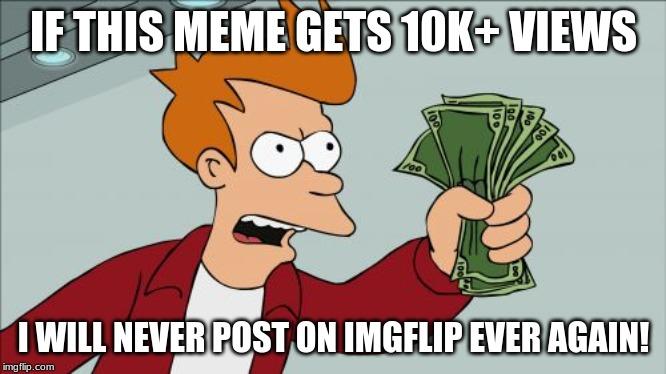 IF THIS MEME GETS 10K+ VIEWS
I WILL NEVER POST ON IMGFLIP EVER AGAIN!
imgflip.com